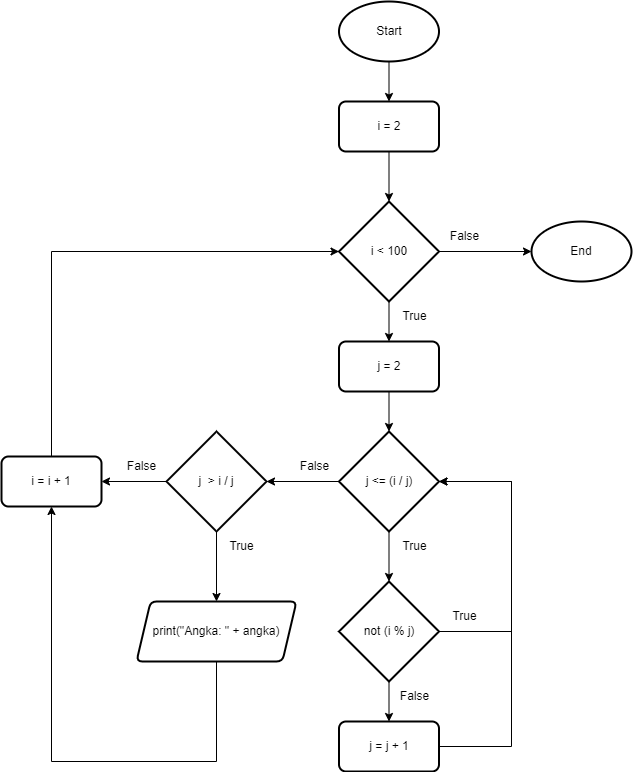 Start
i = 2
i < 100
False
End
True
j = 2
j <= (i / j)
False
j  > i / j
False
i = i + 1
True
True
print("Angka: " + angka)
not (i % j)
True
False
j = j + 1